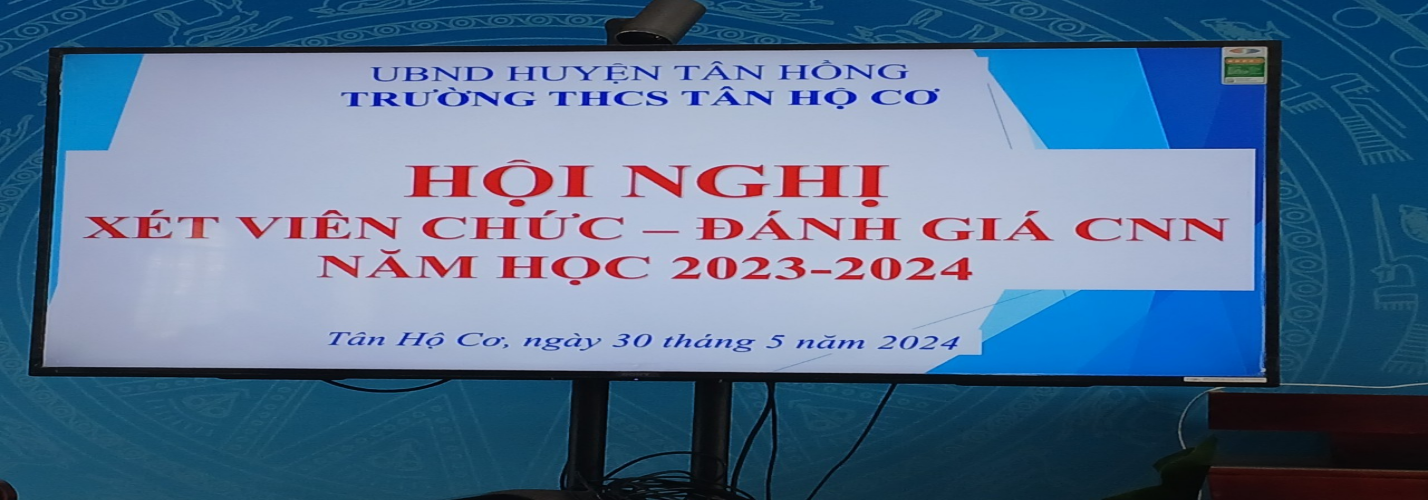 UBND HUYỆN TÂN HỒNG
TRƯỜNG THCS TÂN HỘ CƠ
HỘI NGHỊ
XÉT VIÊN CHỨC – ĐÁNH GIÁ CNN
NĂM HỌC 2023-2024
Tân Hộ Cơ, ngày 30 tháng 5 năm 2024